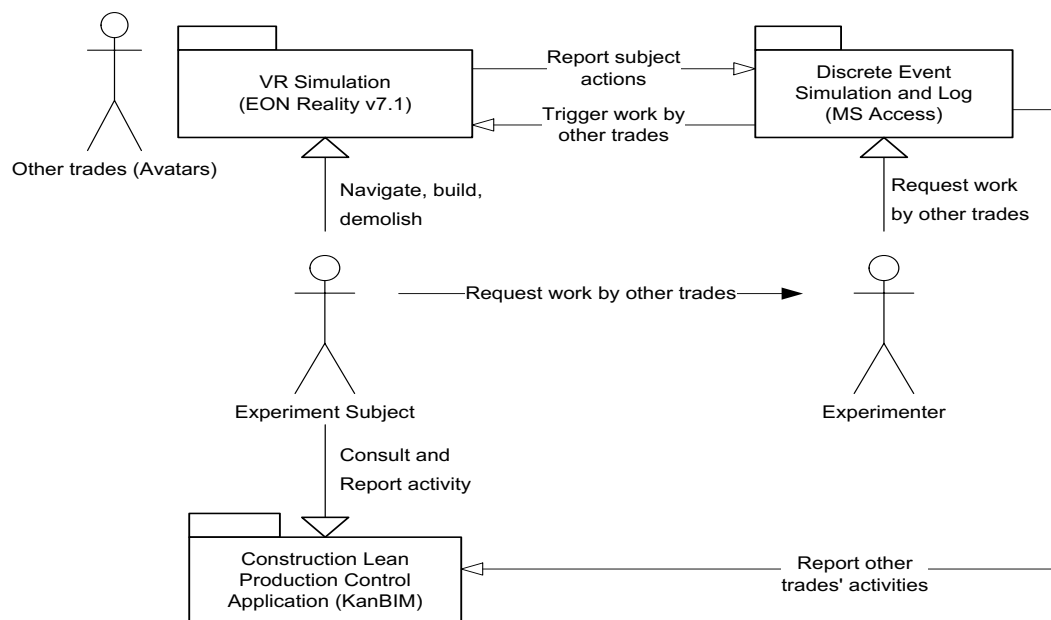 VR Simulation
(EON Reality v7.1)
Report subject
actions
Trigger work by
other trades
Discrete Event
Simulation and Log
(MS Access)
Other trades (Avatars)
Navigate, build,
demolish
Request work
by other trades
Request work by other trades
Experiment Subject
Experimenter
Consult and
Report activity
Construction Lean
Production Control
Application (KanBIM)
Report other
trades' activities